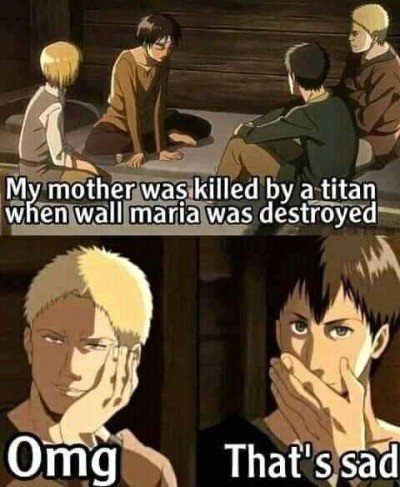 My mother was killed by a titan
when wall maria was destroyed
Omg
That's sad